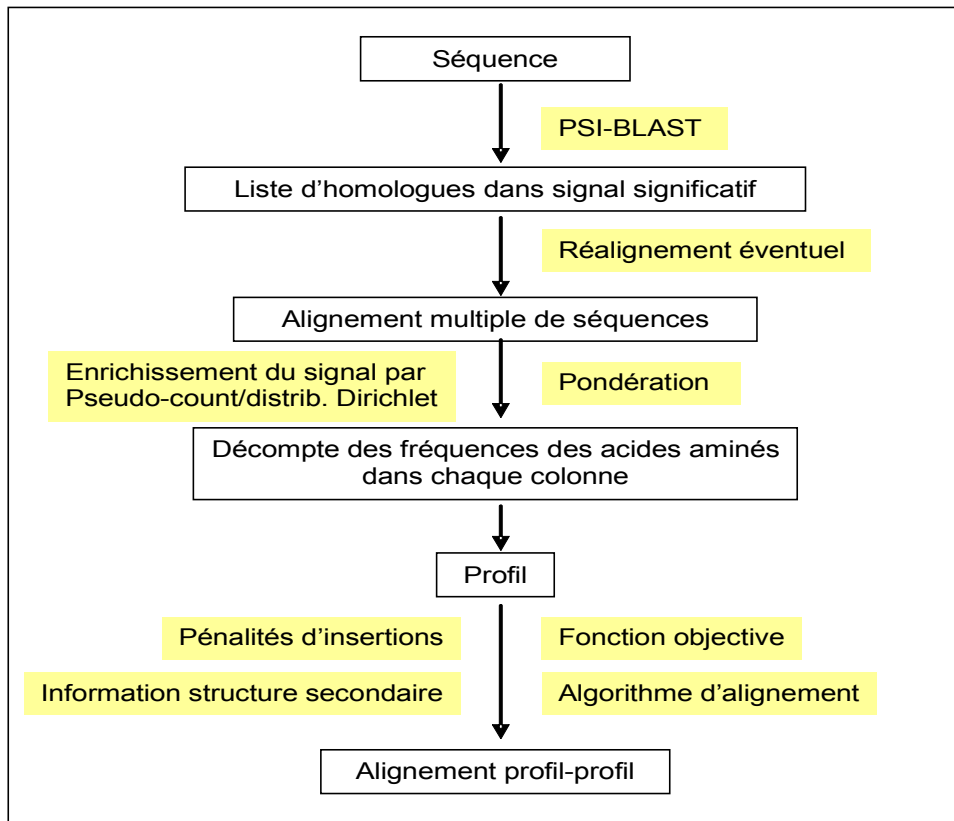 Séquence
PSI-BLAST
Liste d'homologues dans signal significatif
Réalignement éventuel
Alignement multiple de séquences
Enrichissement du signal par
Pseudo-count/distrib. Dirichlet
Pondération
Décompte des fréquences des acides aminés
dans chaque colonne
Profil
Pénalités d'insertions
Fonction objective
Information structure secondaire
Algorithme d'alignement
Alignement profil-profil